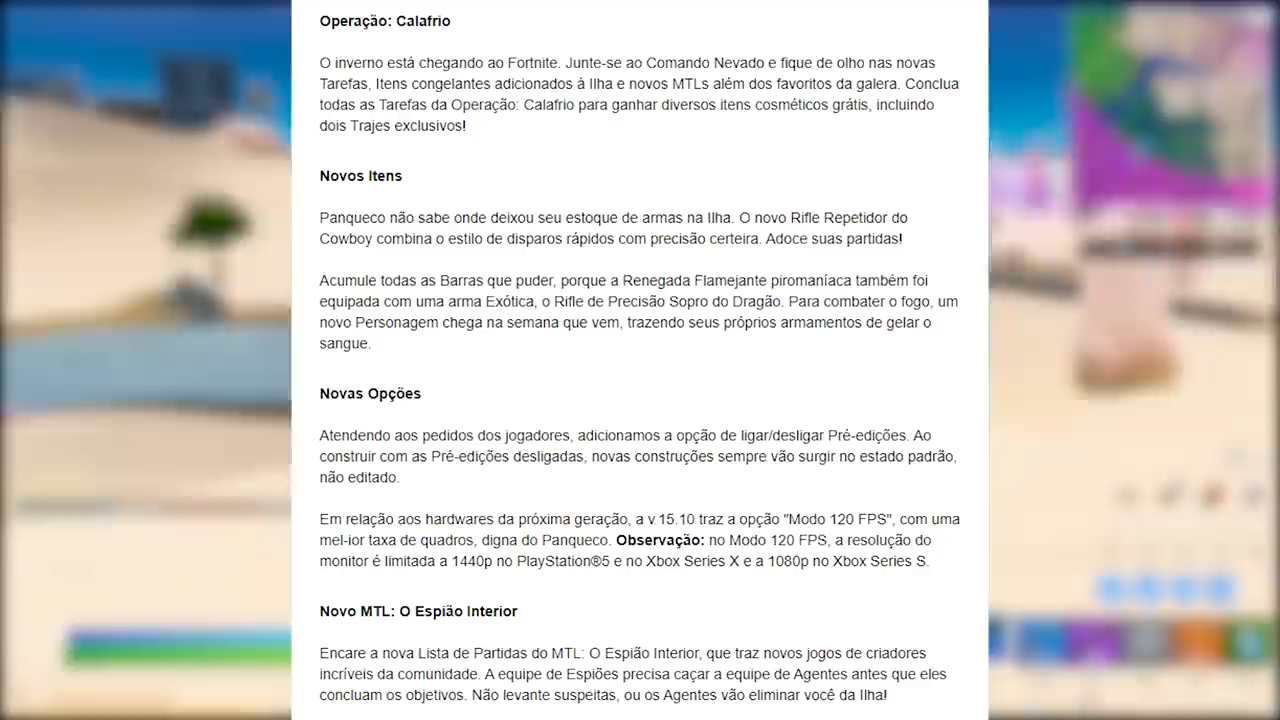 Operação: Calafrio
O inverno está chegando ao Fortnite. Junte-se ao Comando Nevado e fique de olho nas novas
Tarefas, Itens congelantes adicionados à Ilha e novos MTLs além dos favoritos da galera. Conclua
todas as Tarefas da Operação: Calafrio para ganhar diversos itens cosméticos grátis, incluindo
dois Trajes exclusivos!
Novos Itens
Panqueco não sabe onde deixou seu estoque de armas na Ilha. O novo Rifle Repetidor do
Cowboy combina o estilo de disparos rápidos com precisão certeira. Adoce suas partidas!
Acumule todas as Barras que puder, porque a Renegada Flamejante piromaníaca também foi
equipada com uma arma Exótica, o Rifle de Precisão Sopro do Dragão. Para combater o fogo, um
novo Personagem chega na semana que vem, trazendo seus próprios armamentos de gelar o
sangue.
Novas Opções
Atendendo aos pedidos dos jogadores, adicionamos a opção de ligar/desligar Pré-edições. Ao
construir com as Pré-edições desligadas, novas construções sempre vão surgir no estado padrão,
não editado.
Em relação aos hardwares da próxima geração, a v.15.10 traz a opção "Modo 120 FPS", com uma
mel-ior taxa de quadros, digna do Panqueco. Observação: no Modo 120 FPS, a resolução do
monitor é limitada a 1440p no PlayStation®5 e no Xbox Series X e a 1080p no Xbox Series S.
Novo MTL: O Espião Interior
Encare a nova Lista de Partidas do MTL: O Espião Interior, que traz novos jogos de criadores
incríveis da comunidade. A equipe de Espiões precisa caçar a equipe de Agentes antes que eles
concluam os objetivos. Não levante suspeitas, ou os Agentes vão eliminar você da Ilha!